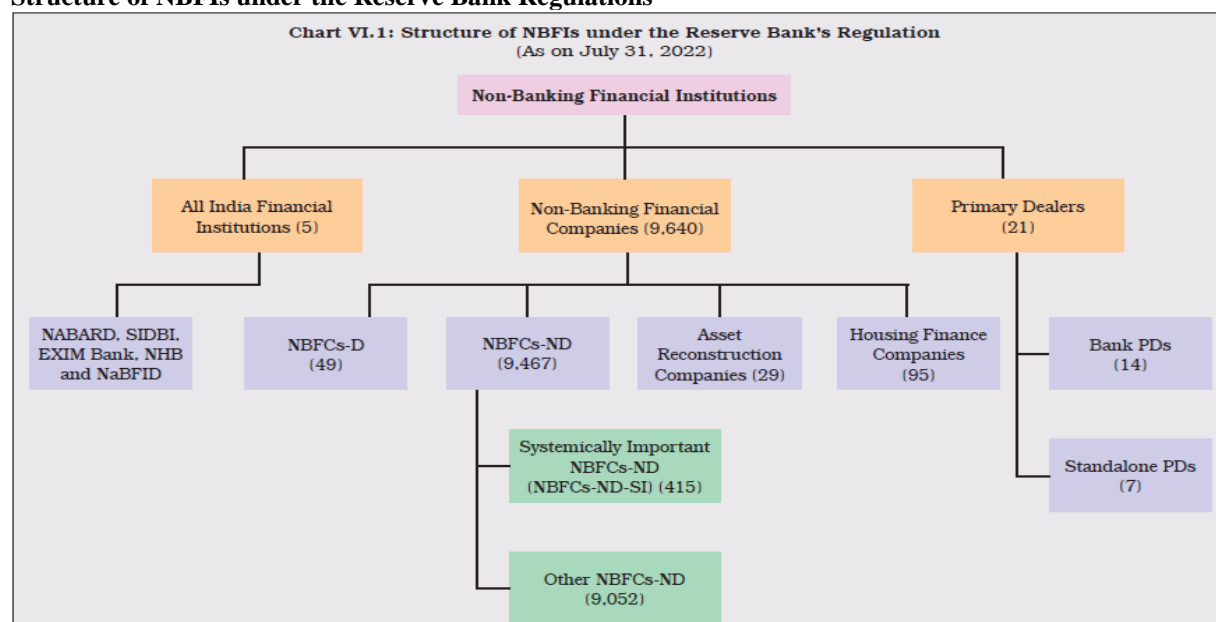 Structure of NBFIs under the Reserve Bank Regulations
Chart VI.1: Structure of NBFIs under the Reserve Bank's Regulation
(As on July 31, 2022)
Non-Banking Financial Institutions
All India Financial
Institutions (5)
Non-Banking Financial
Companies (9,640)
Primary Dealers
(21)
NABARD, SIDBI,
EXIM Bank, NHB
and NaBFID
NBFCs-D
(49)
NBFCs-ND
(9,467)
Asset
Reconstruction
Companies (29)
Housing Finance
Companies
(95)
Bank PDs
(14)
Systemically Important
NBFCs-ND
(NBFCs-ND-SI) (415)
Standalone PDs
(7)
Other NBFCs-ND
(9,052)